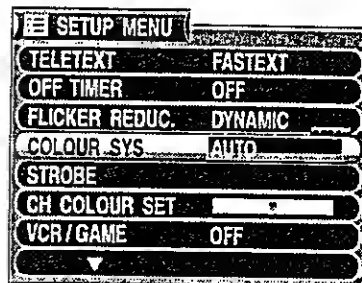 SETUP MENU
TELETEXT FASTEXT
OFF TIMER OFF
FLICKER REDUC. DYNAMIC
COLOUR SYS AUTO
STROBE
CH COLOUR SET
VCR / GAME OFF